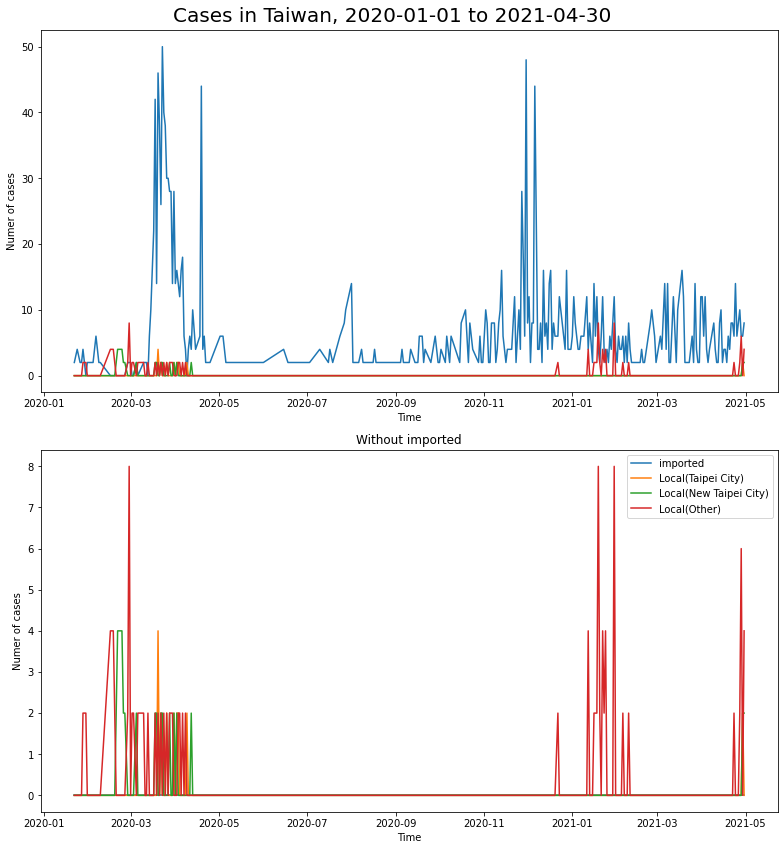 Cases in Taiwan, 2020-01-01 to 2021-04-30
50
40
30
20
10
0
Numer of cases
2020-01 2020-03 2020-05 2020-07 2020-09 2020-11 2021-01 2021-03 2021-05
Time
Without imported
8
7
6
5
4
3
2
1
0
Numer of cases
imported
Local(Taipei City)
Local(New Taipei City)
Local(Other)
2020-01 2020-03 2020-05 2020-07 2020-09 2020-11 2021-01 2021-03 2021-05
Time